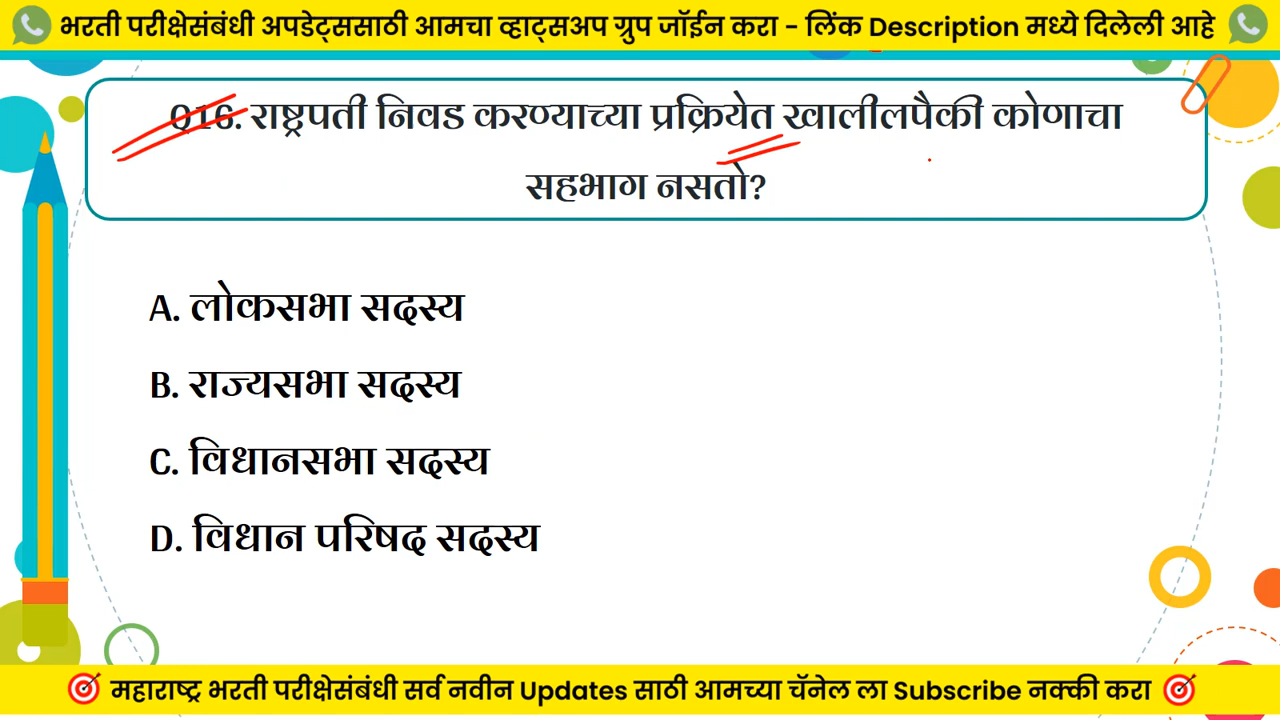 भरती परीक्षेसंबंधी अपडेट्ससाठी आमचा व्हाट्सअप ग्रुप जॉईन करा - लिंक Description मध्ये दिलेली आहे
Q16. राष्ट्रपती निवड करण्याच्या प्रक्रियेत खालीलपैकी कोणाचा
सहभाग नसतो?
A. लोकसभा सदस्य
B. राज्यसभा सदस्य
C. विधानसभा सदस्य
D. विधान परिषद सदस्य
महाराष्ट्र भरती परीक्षेसंबंधी सर्व नवीन Updates साठी आमच्या चॅनेल ला Subscribe नक्की करा